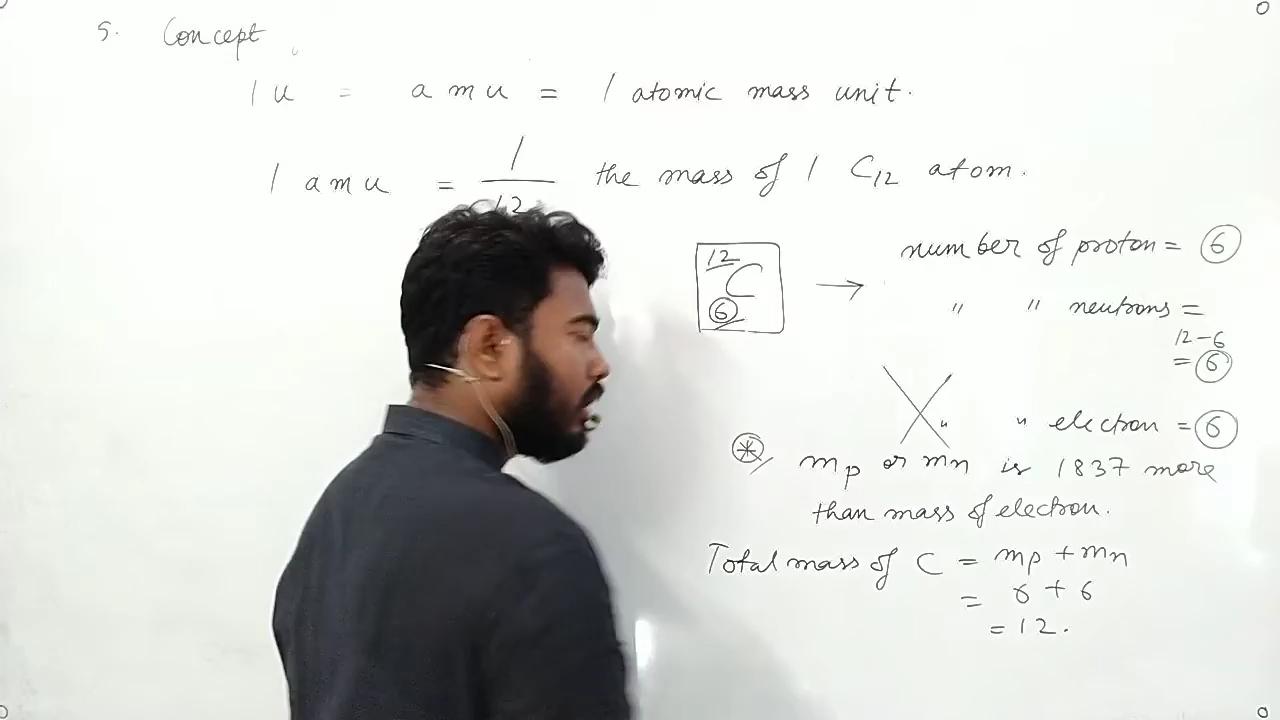 5. Concept
1 u = a m u = 1 atomic mass unit.
1 a m u = 1/12 the mass of 1 C12 atom.
12
C
6
→ number of proton = 6
" " neutrons =
12-6
= 6
" " electron = 6
* mp or mn is 1837 more
than mass of electron.
Total mass of C = mp + mn
= 6 + 6
= 12.